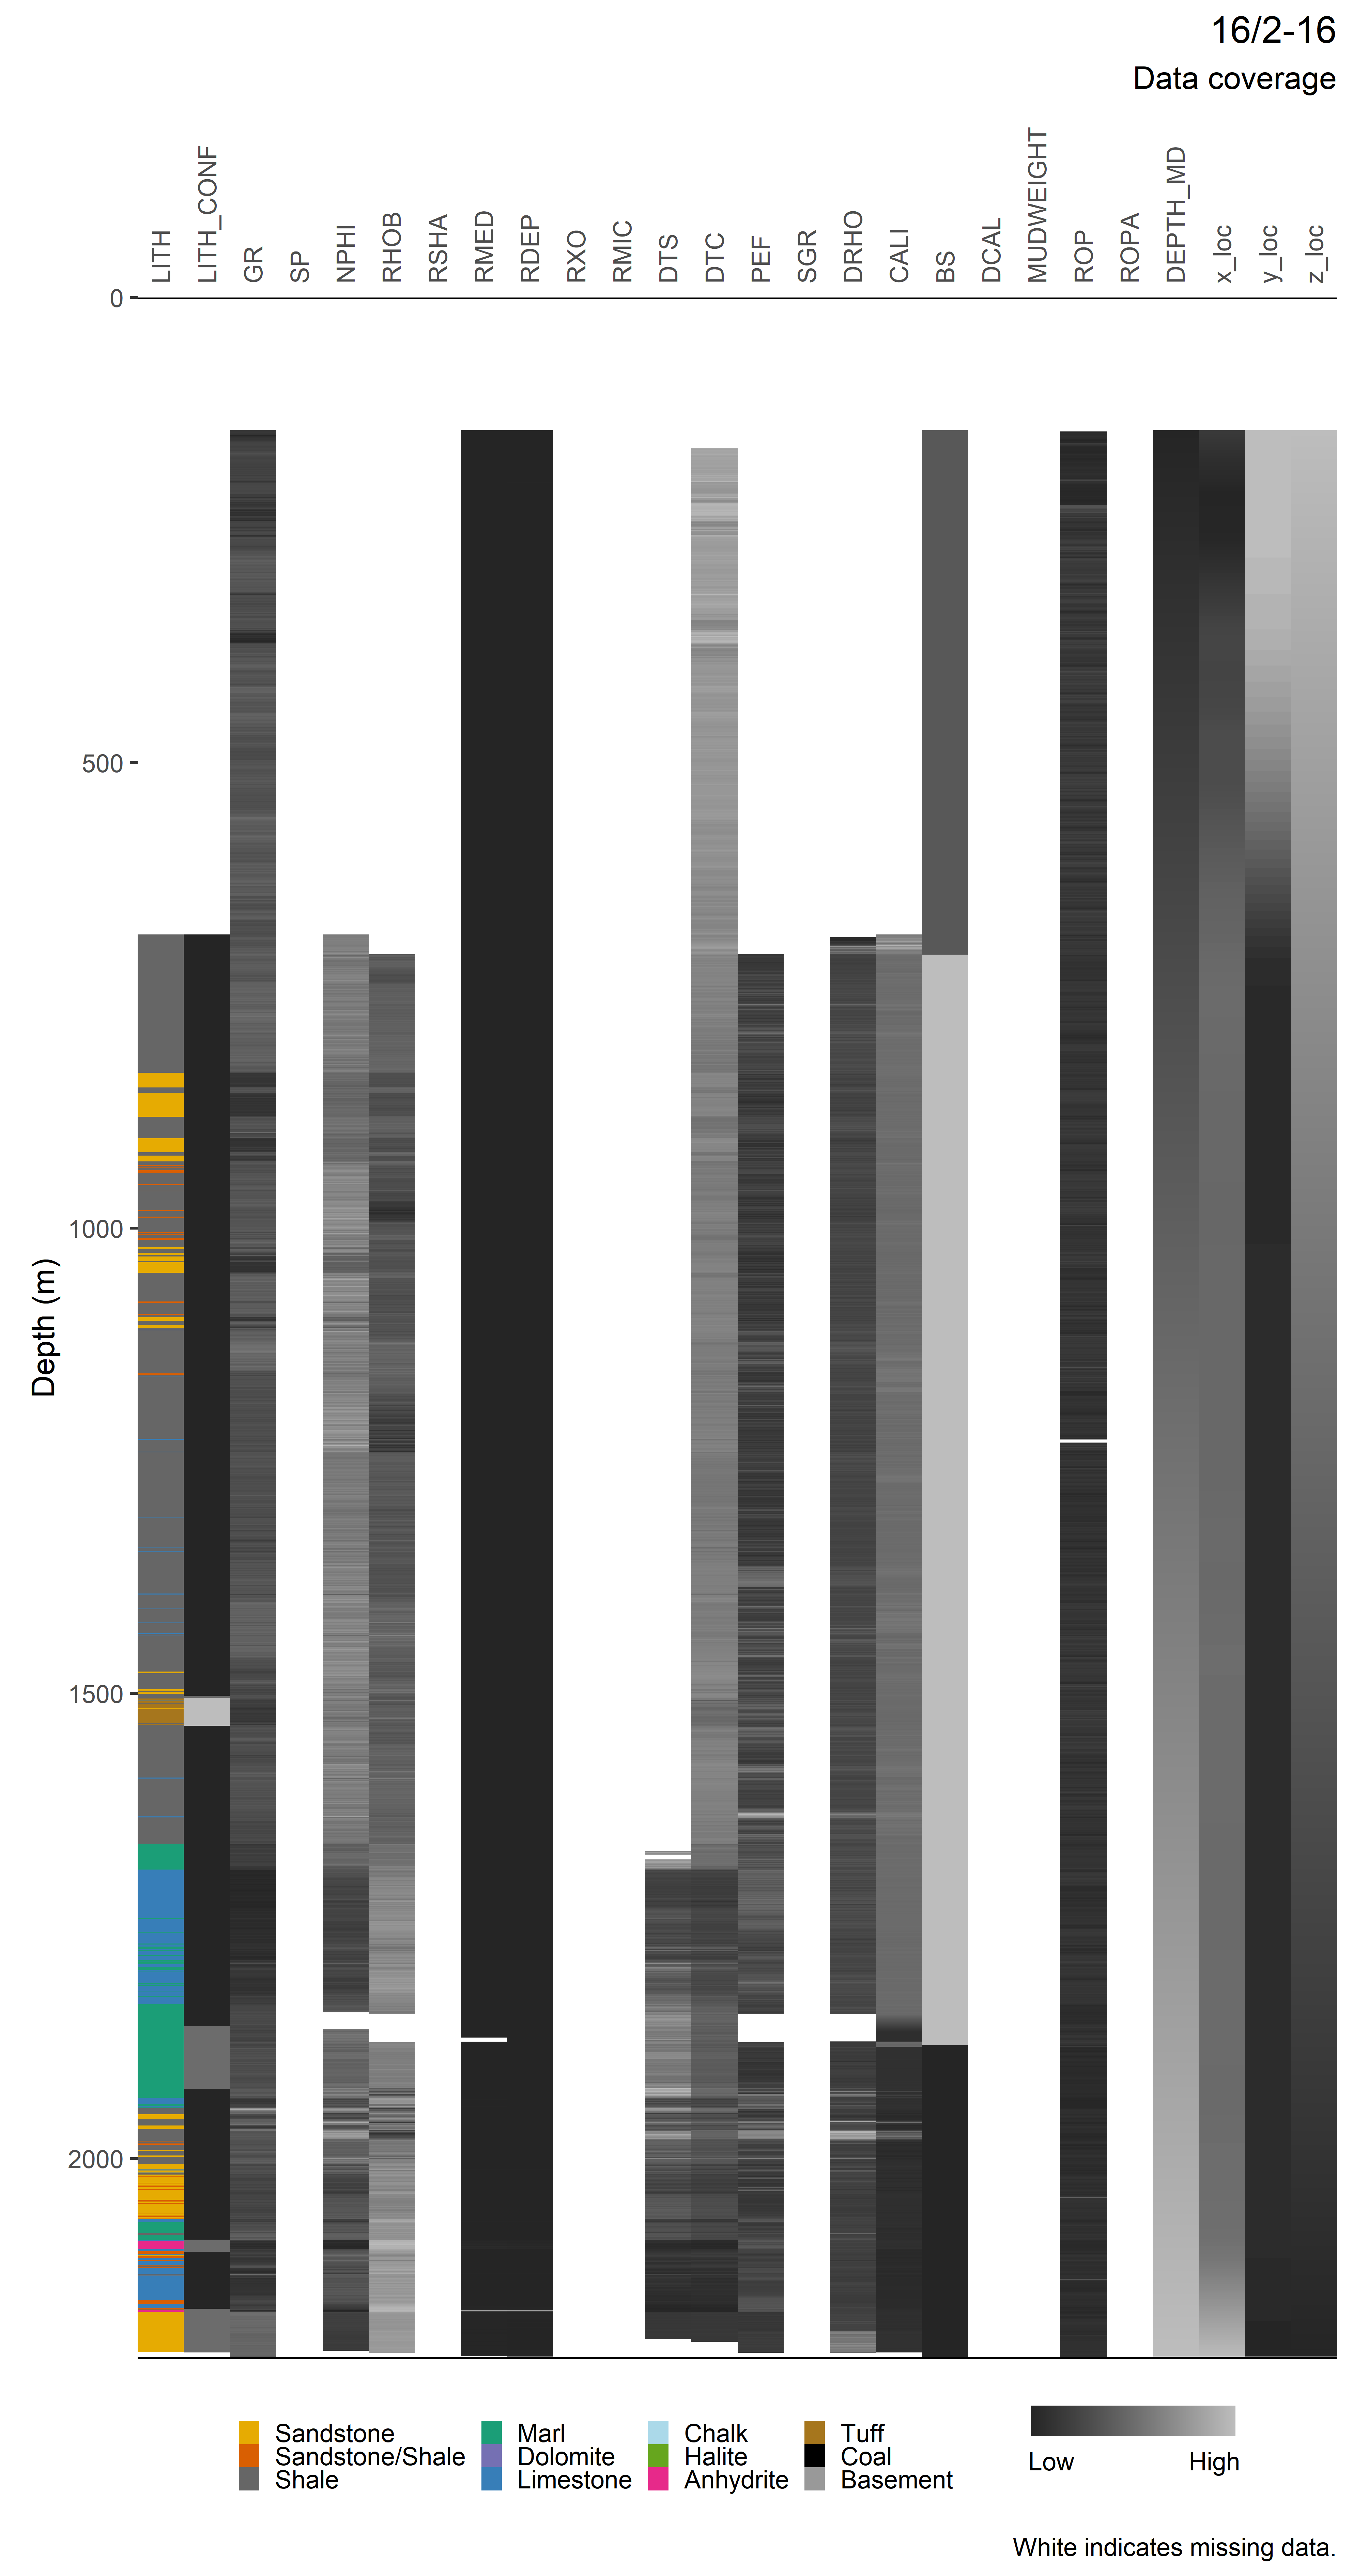 16/2-16
Data coverage
LITH
LITH_CONF
GR
SP
NPHI
RHOB
RSHA
RMED
RDEP
RXO
RMIC
DTS
DTC
PEF
SGR
DRHO
CALI
BS
DCAL
MUDWEIGHT
ROP
ROPA
DEPTH_MD
x_loc
y_loc
z_loc
0
500
1000
1500
2000
Depth (m)
Sandstone
Sandstone/Shale
Shale
Marl
Dolomite
Limestone
Chalk
Halite
Anhydrite
Tuff
Coal
Basement
Low High
White indicates missing data.